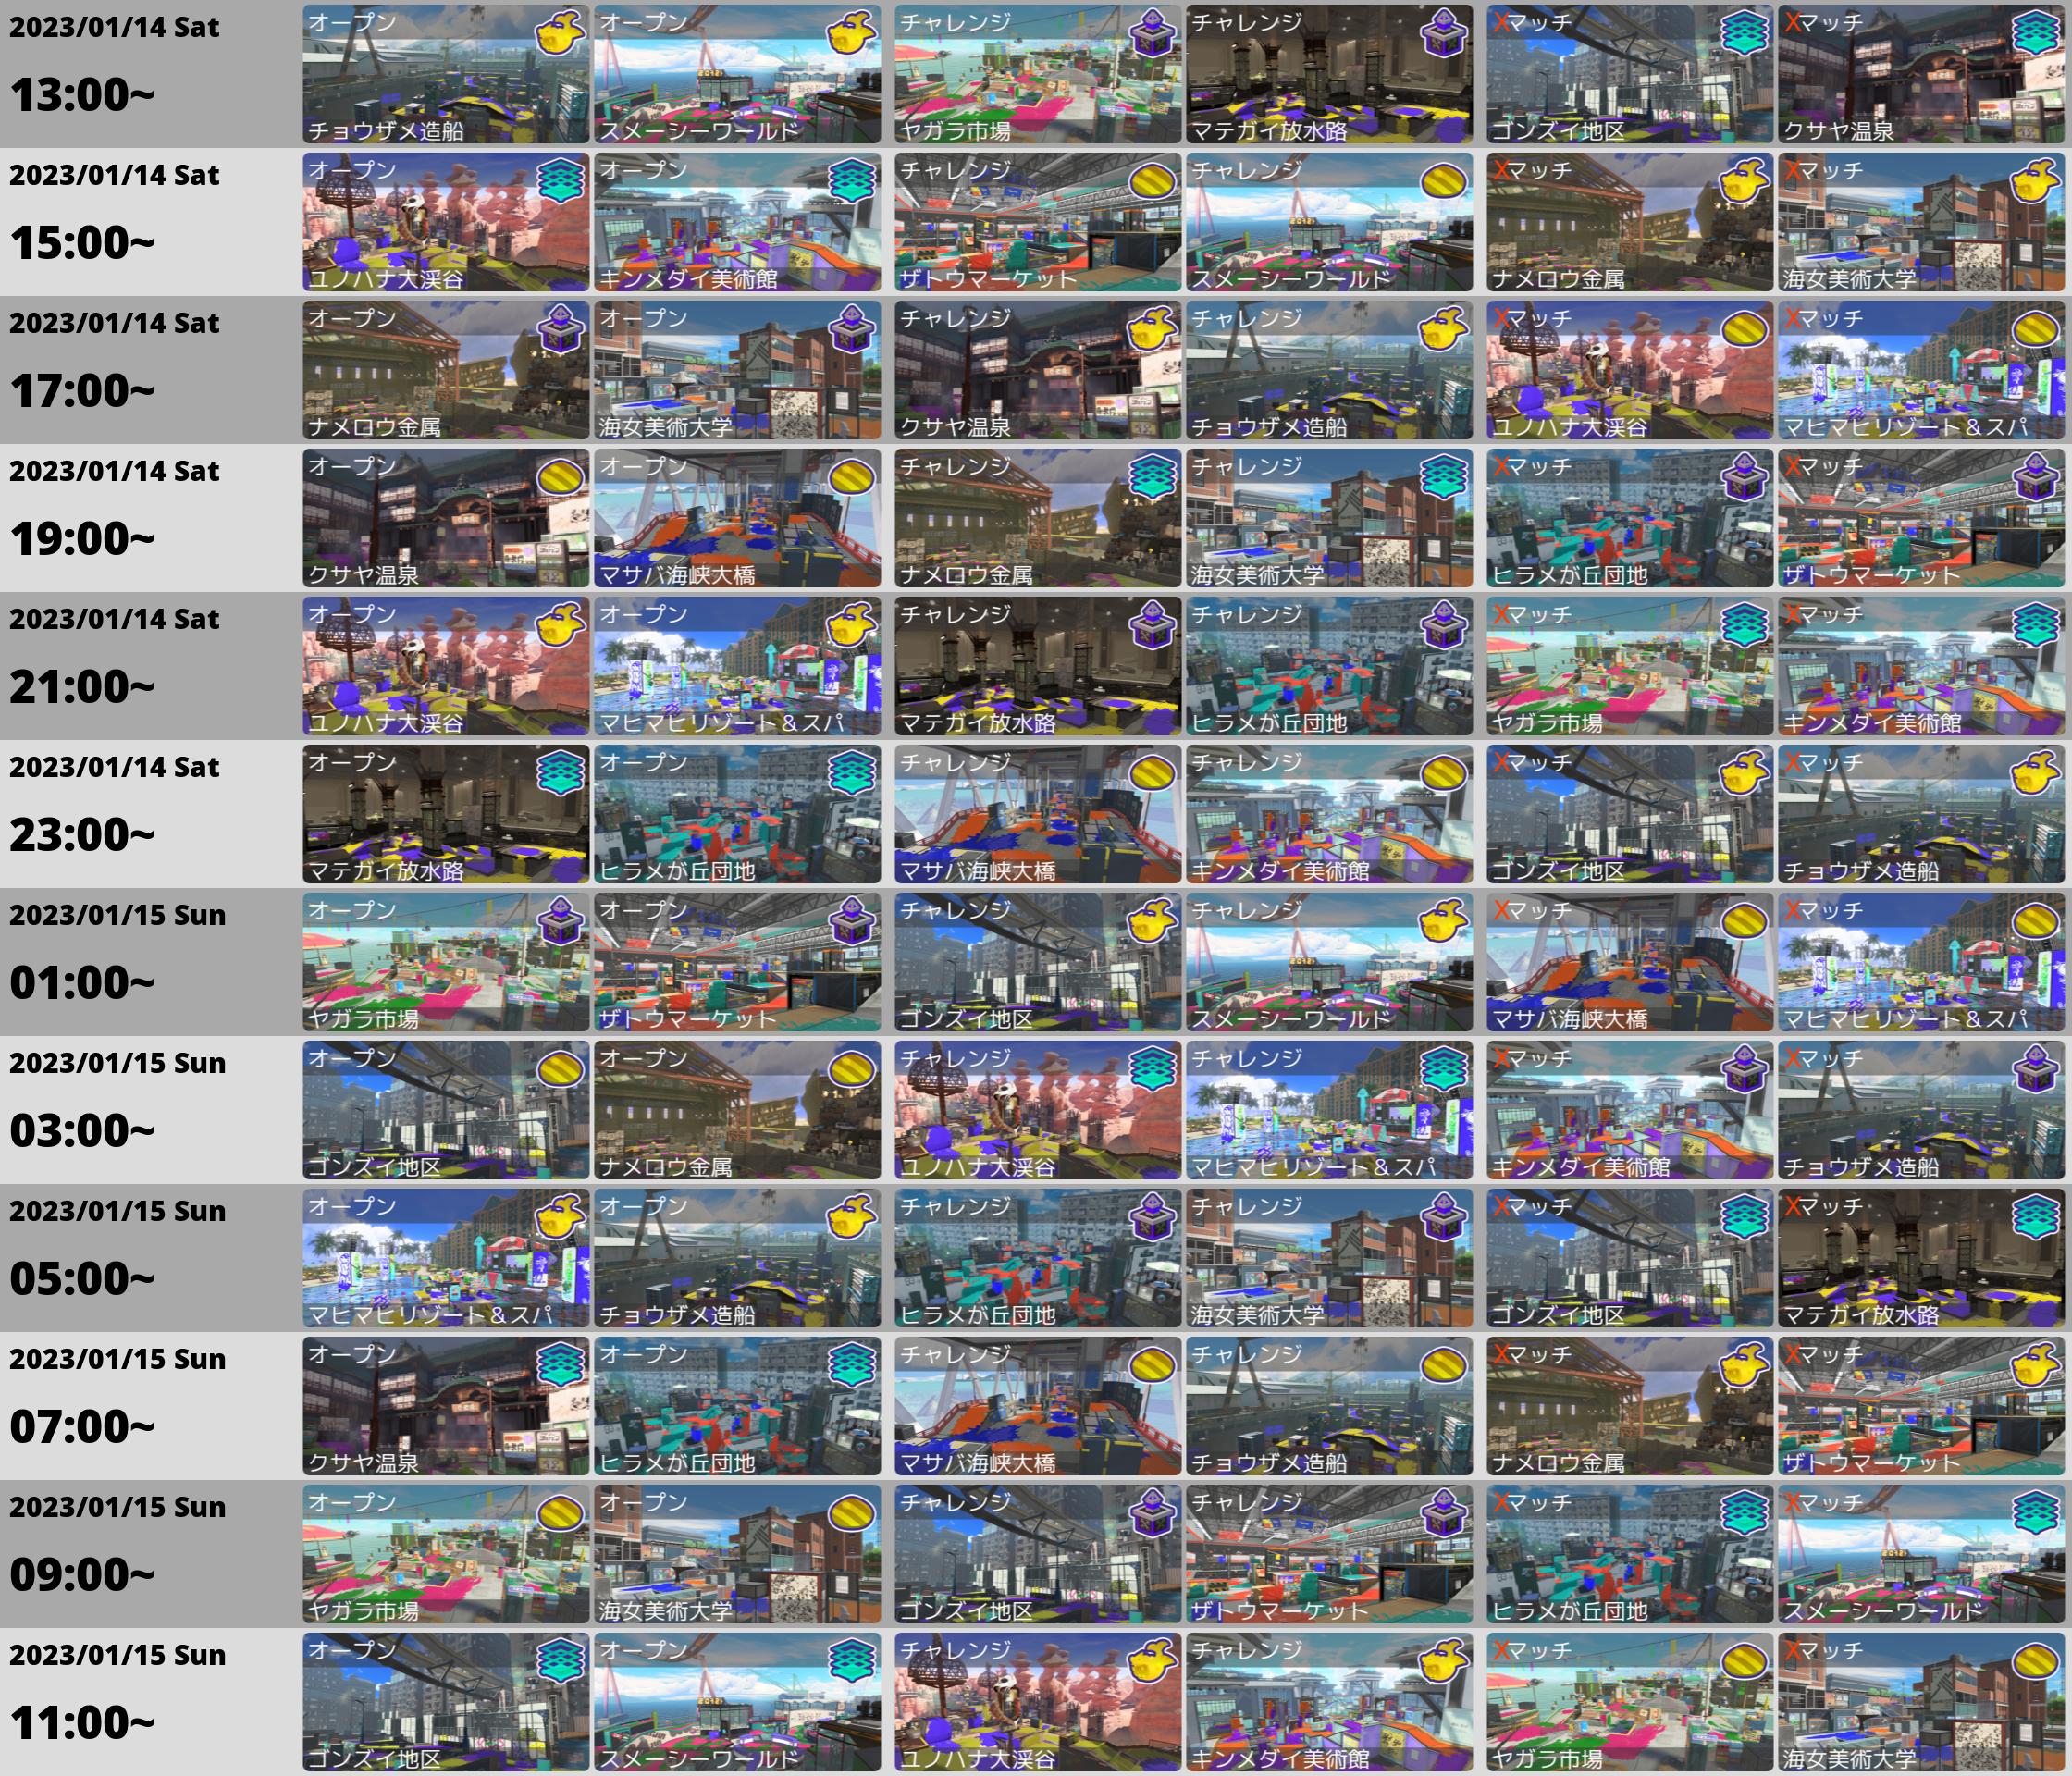 2023/01/14 Sat
13:00~
オープン オープン チャレンジ チャレンジ Xマッチ Xマッチ
チョウザメ造船 スメーシーワールド ヤガラ市場 マテガイ放水路 ゴンズイ地区 クサヤ温泉
2023/01/14 Sat
15:00~
オープン オープン チャレンジ チャレンジ Xマッチ Xマッチ
ユノハナ大渓谷 キンメダイ美術館 ザトウマーケット スメーシーワールド ナメロウ金属 海女美術大学
2023/01/14 Sat
17:00~
オープン オープン チャレンジ チャレンジ Xマッチ Xマッチ
ナメロウ金属 海女美術大学 クサヤ温泉 チョウザメ造船 ユノハナ大渓谷 マヒマヒリゾート＆スパ
2023/01/14 Sat
19:00~
オープン オープン チャレンジ チャレンジ Xマッチ Xマッチ
クサヤ温泉 マサバ海峡大橋 ナメロウ金属 海女美術大学 ヒラメが丘団地 ザトウマーケット
2023/01/14 Sat
21:00~
オープン オープン チャレンジ チャレンジ Xマッチ Xマッチ
ユノハナ大渓谷 マヒマヒリゾート＆スパ マテガイ放水路 ヒラメが丘団地 ヤガラ市場 キンメダイ美術館
2023/01/14 Sat
23:00~
オープン オープン チャレンジ チャレンジ Xマッチ Xマッチ
マテガイ放水路 ヒラメが丘団地 マサバ海峡大橋 キンメダイ美術館 ゴンズイ地区 チョウザメ造船
2023/01/15 Sun
01:00~
オープン オープン チャレンジ チャレンジ Xマッチ Xマッチ
ヤガラ市場 ザトウマーケット ゴンズイ地区 スメーシーワールド マサバ海峡大橋 マヒマヒリゾート＆スパ
2023/01/15 Sun
03:00~
オープン オープン チャレンジ チャレンジ Xマッチ Xマッチ
ゴンズイ地区 ナメロウ金属 ユノハナ大渓谷 マヒマヒリゾート＆スパ キンメダイ美術館 チョウザメ造船
2023/01/15 Sun
05:00~
オープン オープン チャレンジ チャレンジ Xマッチ Xマッチ
マヒマヒリゾート＆スパ チョウザメ造船 ヒラメが丘団地 海女美術大学 ゴンズイ地区 マテガイ放水路
2023/01/15 Sun
07:00~
オープン オープン チャレンジ チャレンジ Xマッチ Xマッチ
クサヤ温泉 ヒラメが丘団地 マサバ海峡大橋 チョウザメ造船 ナメロウ金属 ザトウマーケット
2023/01/15 Sun
09:00~
オープン オープン チャレンジ チャレンジ Xマッチ Xマッチ
ヤガラ市場 海女美術大学 ゴンズイ地区 ザトウマーケット ヒラメが丘団地 スメーシーワールド
2023/01/15 Sun
11:00~
オープン オープン チャレンジ チャレンジ Xマッチ Xマッチ
ゴンズイ地区 スメーシーワールド ユノハナ大渓谷 キンメダイ美術館 ヤガラ市場 海女美術大学